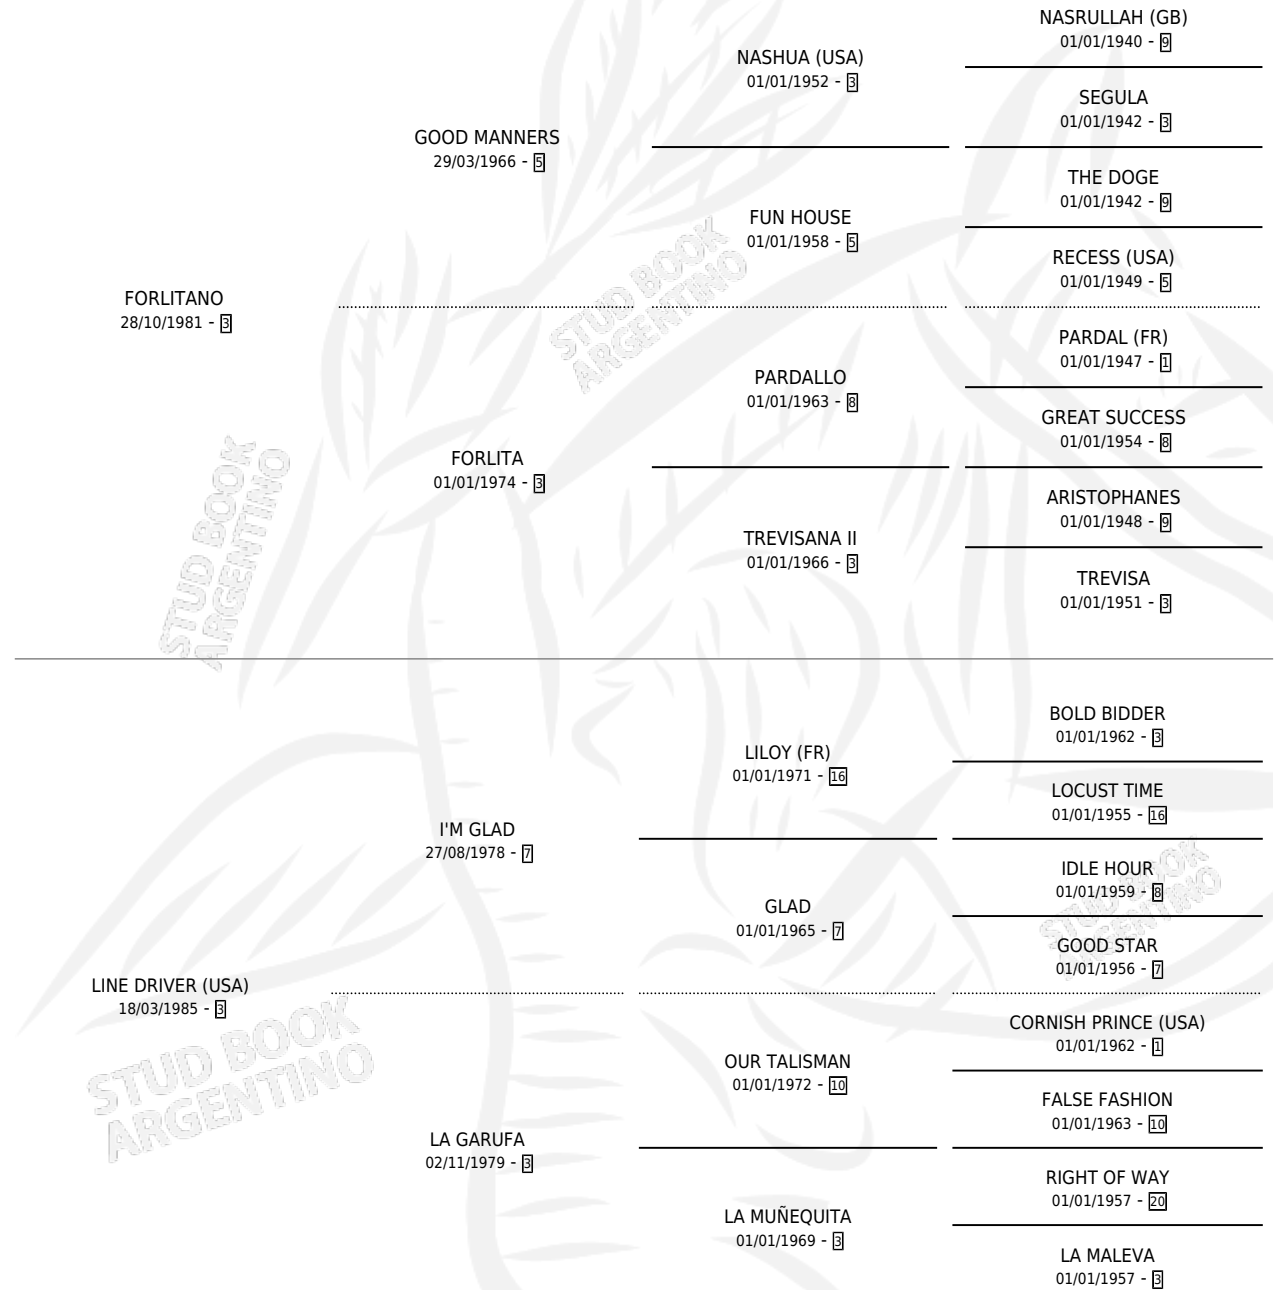 NASRULLAH (GB)
01/01/1940 - 9
NASHUA (USA)
01/01/1952 - 3
SEGULA
01/01/1942 - 3
GOOD MANNERS
29/03/1966 - 5
THE DOGE
01/01/1942 - 9
FUN HOUSE
01/01/1958 - 5
RECESS (USA)
01/01/1949 - 5
FORLITANO
28/10/1981 - 3
PARDAL (FR)
01/01/1947 - 1
PARDALLO
01/01/1963 - 8
GREAT SUCCESS
01/01/1954 - 8
FORLITA
01/01/1974 - 3
ARISTOPHANES
01/01/1948 - 9
TREVISANA II
01/01/1966 - 3
TREVISA
01/01/1951 - 3
BOLD BIDDER
01/01/1962 - 3
LILOY (FR)
01/01/1971 - 16
LOCUST TIME
01/01/1955 - 16
I'M GLAD
27/08/1978 - 7
IDLE HOUR
01/01/1959 - 8
GLAD
01/01/1965 - 7
GOOD STAR
01/01/1956 - 7
LINE DRIVER (USA)
18/03/1985 - 3
CORNISH PRINCE (USA)
01/01/1962 - 1
OUR TALISMAN
01/01/1972 - 10
FALSE FASHION
01/01/1963 - 10
LA GARUFA
02/11/1979 - 3
RIGHT OF WAY
01/01/1957 - 20
LA MUÑEQUITA
01/01/1969 - 3
LA MALEVA
01/01/1957 - 3
STUD BOOK
ARGENTINO
STUD BOOK
ARGENTINO
STUD BOOK
ARGENTINO
STUD BOOK
ARGENTINO